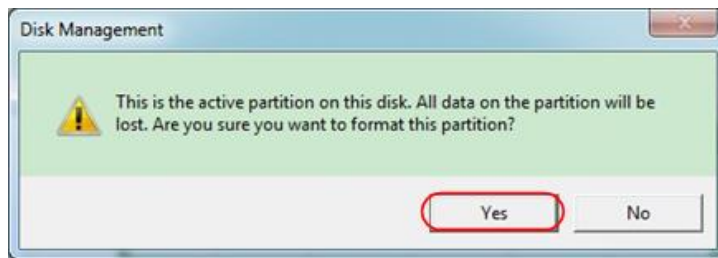 Disk Management
This is the active partition on this disk. All data on the partition will be
lost. Are you sure you want to format this partition?
Yes
No